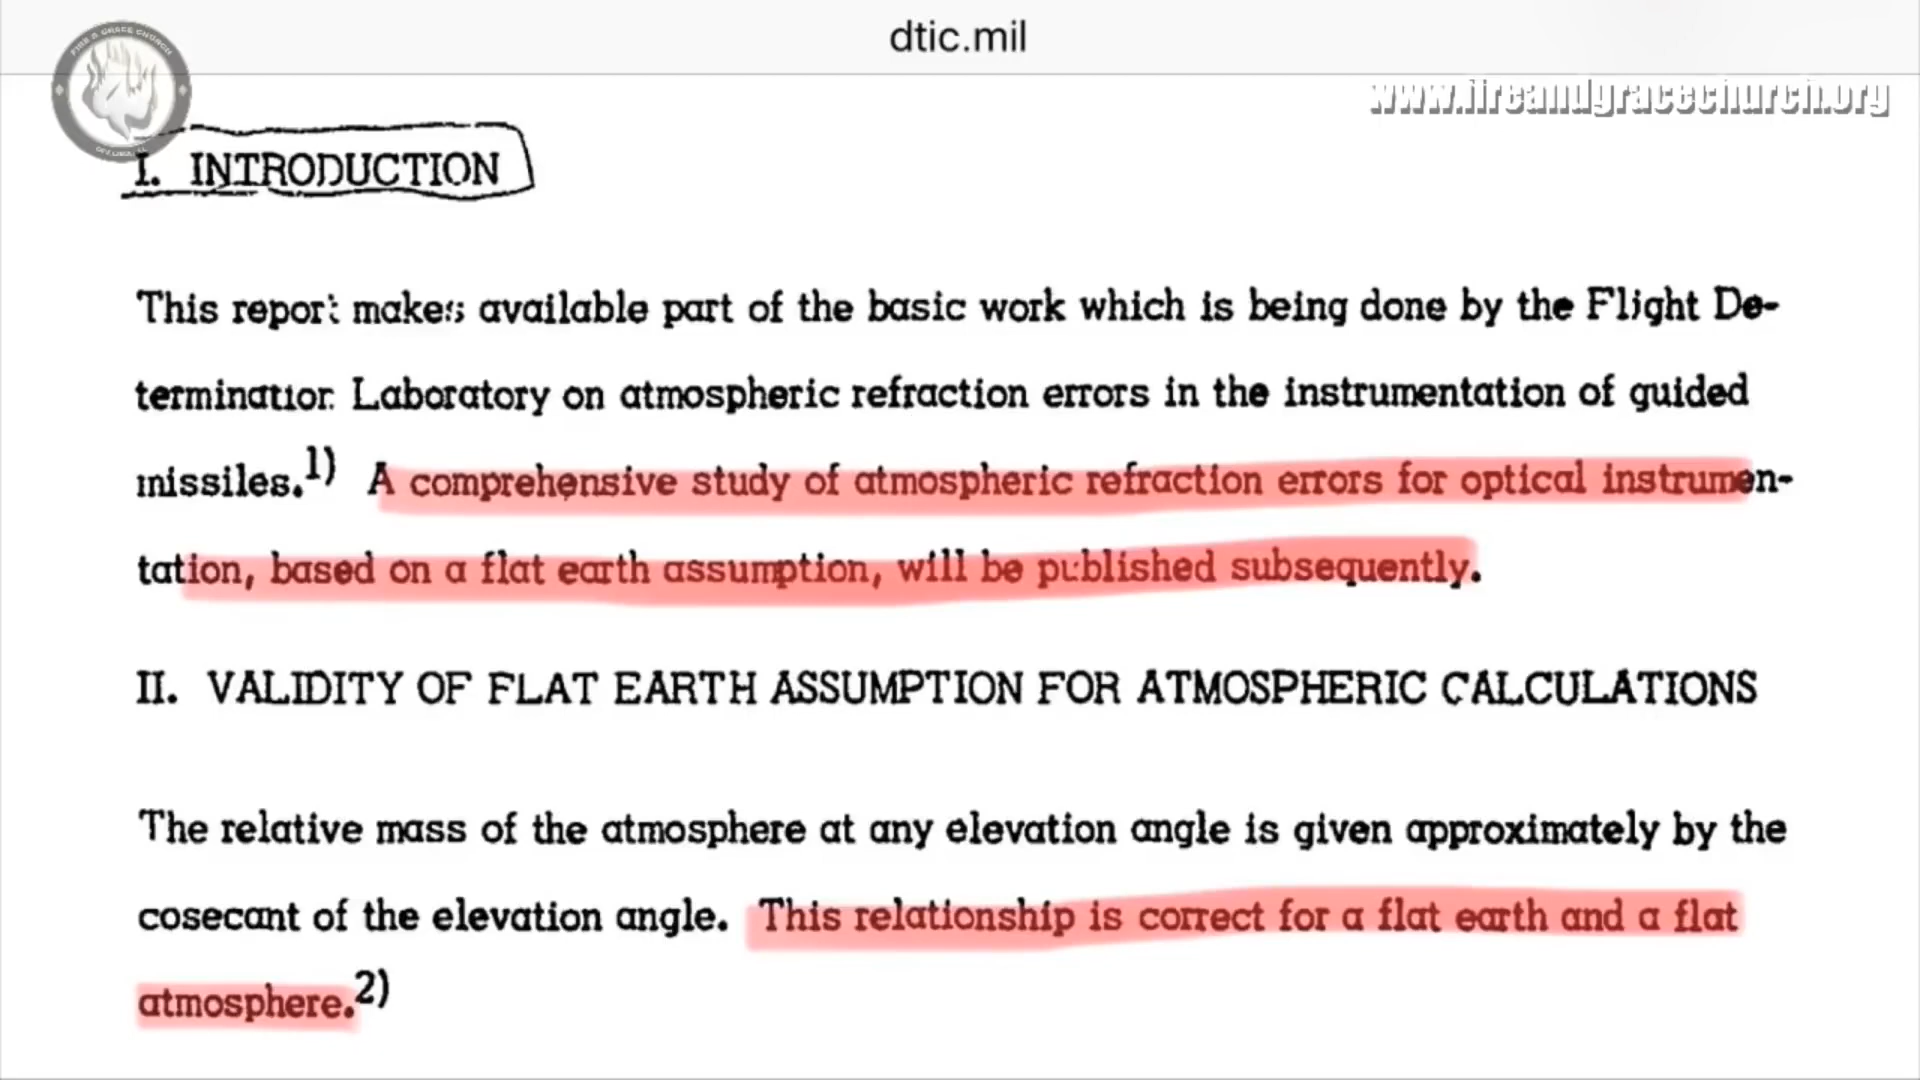 dtic.mil
FIRE & GRACE CHURCH
www.fireandgracechurch.org
I. INTRODUCTION
This report makes available part of the basic work which is being done by the Flight De-
termination Laboratory on atmospheric refraction errors in the instrumentation of guided
missiles.1) A comprehensive study of atmospheric refraction errors for optical instrumen-
tation, based on a flat earth assumption, will be published subsequently.
II. VALIDITY OF FLAT EARTH ASSUMPTION FOR ATMOSPHERIC CALCULATIONS
The relative mass of the atmosphere at any elevation angle is given approximately by the
cosecant of the elevation angle. This relationship is correct for a flat earth and a flat
atmosphere.2)